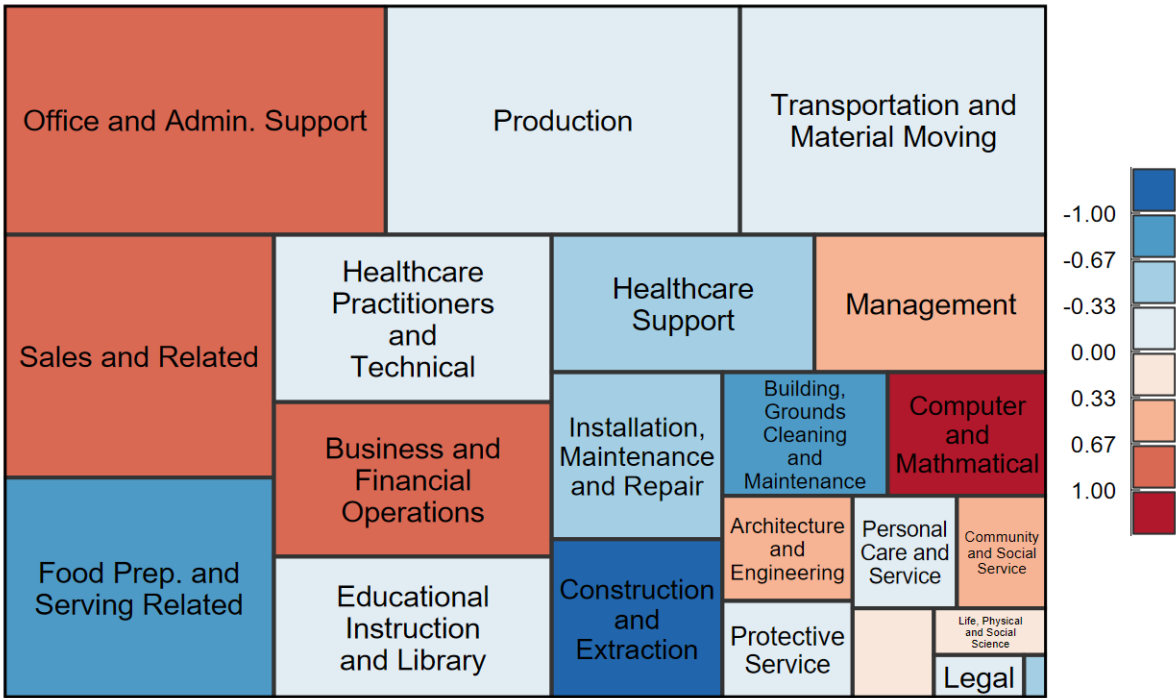 Office and Admin. Support
Production
Transportation and
Material Moving
Sales and Related
Healthcare
Practitioners
and
Technical
Healthcare
Support
Management
Business and
Financial
Operations
Installation,
Maintenance
and Repair
Building,
Grounds
Cleaning
and
Maintenance
Computer
and
Mathmatical
Food Prep. and
Serving Related
Educational
Instruction
and Library
Construction
and
Extraction
Architecture
and
Engineering
Personal
Care and
Service
Community
and Social
Service
Protective
Service
Life, Physical
and Social
Science
Legal
-1.00
-0.67
-0.33
0.00
0.33
0.67
1.00